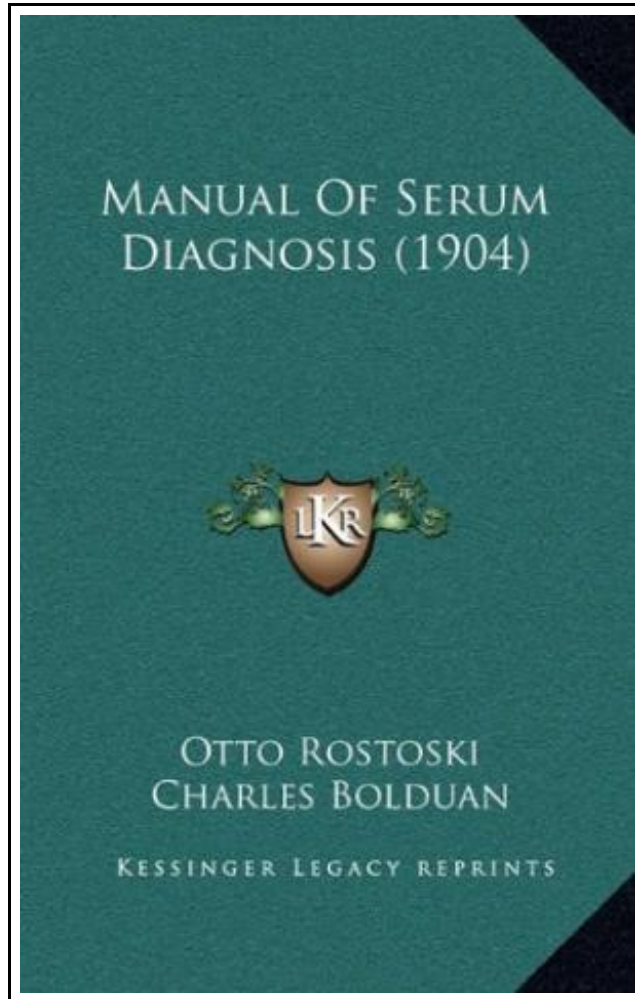 Manual Of Serum
Diagnosis (1904)
LKR
Otto Rostoski
Charles Bolduan
Kessinger Legacy reprints